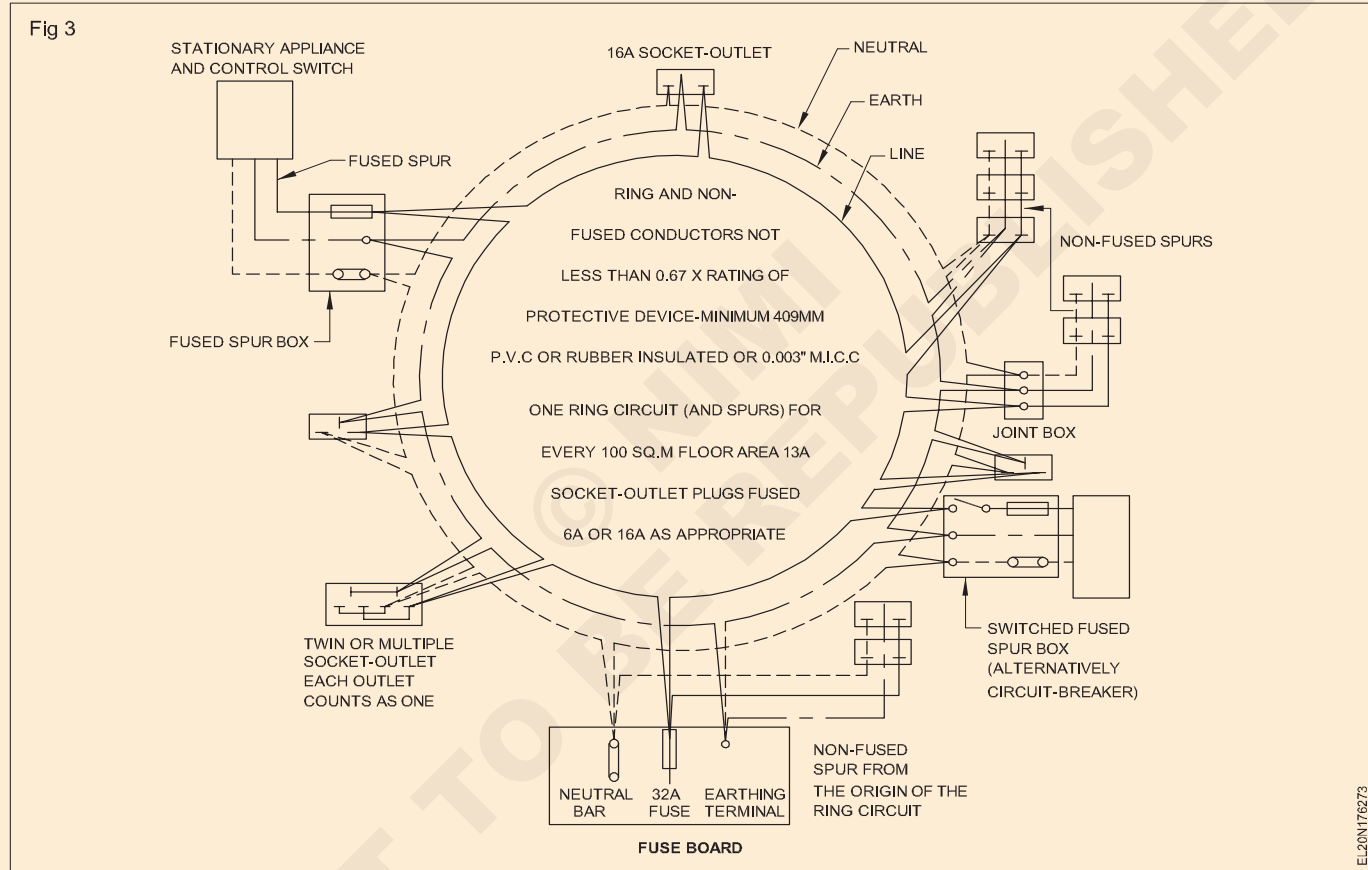 Fig 3
STATIONARY APPLIANCE
AND CONTROL SWITCH
16A SOCKET-OUTLET
NEUTRAL
EARTH
LINE
FUSED SPUR
FUSED SPUR BOX
RING AND NON-
FUSED CONDUCTORS NOT
LESS THAN 0.67 X RATING OF
PROTECTIVE DEVICE-MINIMUM 409MM
P.V.C OR RUBBER INSULATED OR 0.003" M.I.C.C
ONE RING CIRCUIT (AND SPURS) FOR
EVERY 100 SQ.M FLOOR AREA 13A
SOCKET-OUTLET PLUGS FUSED
6A OR 16A AS APPROPRIATE
NON-FUSED SPURS
JOINT BOX
SWITCHED FUSED
SPUR BOX
(ALTERNATIVELY
CIRCUIT-BREAKER)
TWIN OR MULTIPLE
SOCKET-OUTLET
EACH OUTLET
COUNTS AS ONE
NEUTRAL
BAR
32A
FUSE
EARTHING
TERMINAL
NON-FUSED
SPUR FROM
THE ORIGIN OF THE
RING CIRCUIT
FUSE BOARD
EL20N176273
© NIMI
TO BE REPUBLISHED